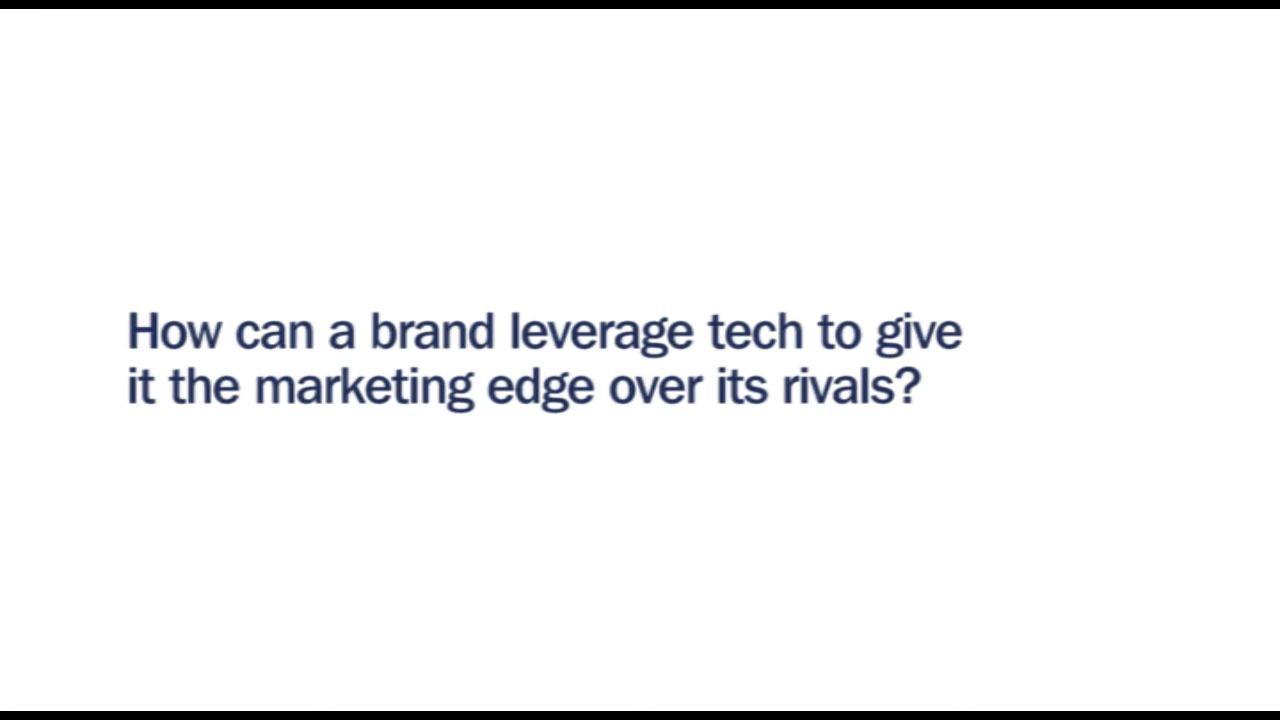 How can a brand leverage tech to give
it the marketing edge over its rivals?